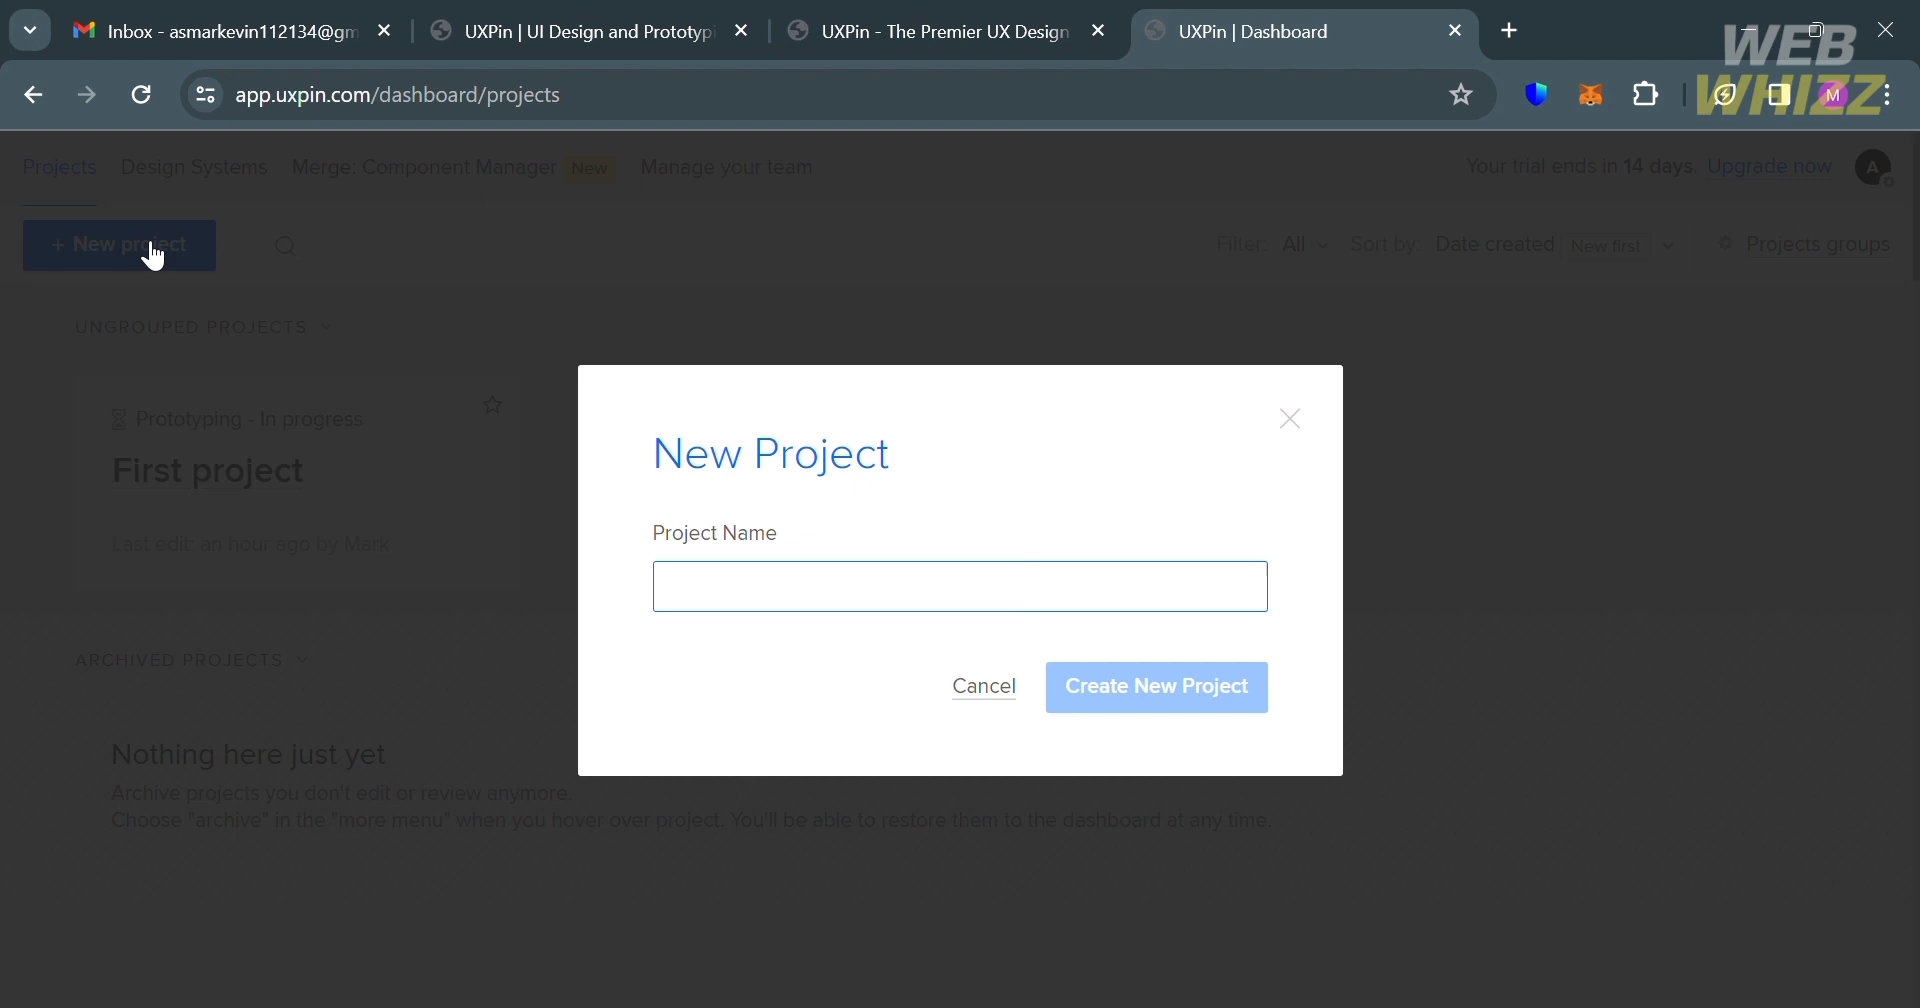 Inbox - asmarkevin112134@gm
UXPin | UI Design and Prototypi
UXPin - The Premier UX Design
UXPin | Dashboard
WEB
WHIZZ
app.uxpin.com/dashboard/projects
M
Projects Design Systems Merge: Component Manager New Manage your team
Your trial ends in 14 days. Upgrade now A
+ New project
Filter: All Sort by: Date created New first Projects groups
UNGROUPED PROJECTS
Prototyping - In progress
First project
Last edit: an hour ago by Mark
New Project
Project Name
Cancel Create New Project
ARCHIVED PROJECTS
Nothing here just yet
Archive projects you don't edit or review anymore.
Choose "archive" in the "more menu" when you hover over project. You'll be able to restore them to the dashboard at any time.